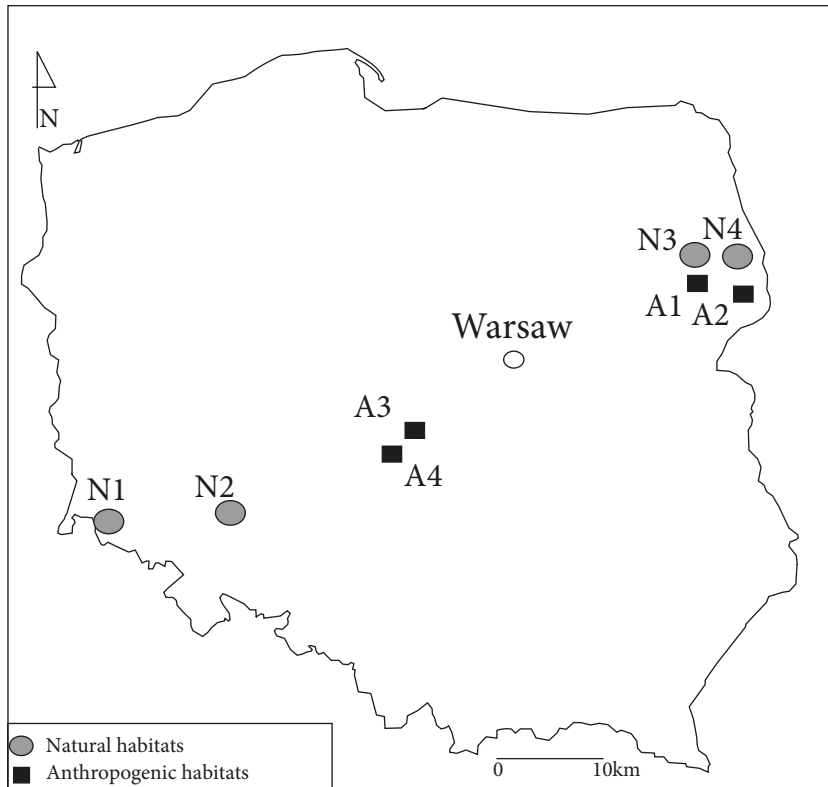 N
N3
N4
A1
A2
Warsaw
A3
A4
N1
N2
Natural habitats
Anthropogenic habitats
0
10km